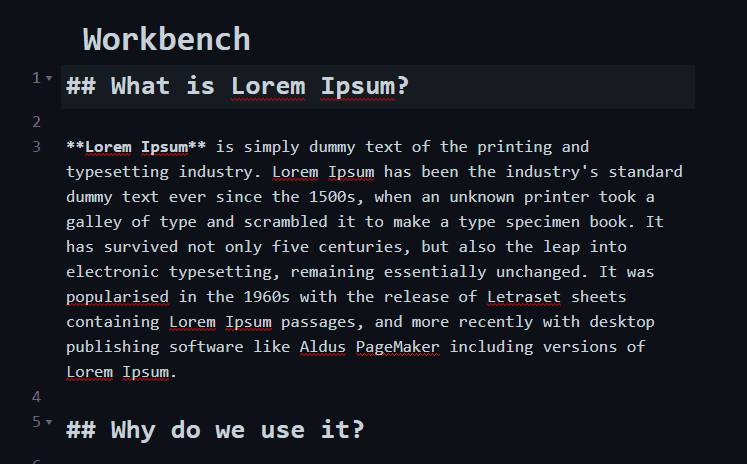 Workbench
1 ## What is Lorem Ipsum?
2
3 **Lorem Ipsum** is simply dummy text of the printing and
typesetting industry. Lorem Ipsum has been the industry's standard
dummy text ever since the 1500s, when an unknown printer took a
galley of type and scrambled it to make a type specimen book. It
has survived not only five centuries, but also the leap into
electronic typesetting, remaining essentially unchanged. It was
popularised in the 1960s with the release of Letraset sheets
containing Lorem Ipsum passages, and more recently with desktop
publishing software like Aldus PageMaker including versions of
Lorem Ipsum.
4
5 ## Why do we use it?